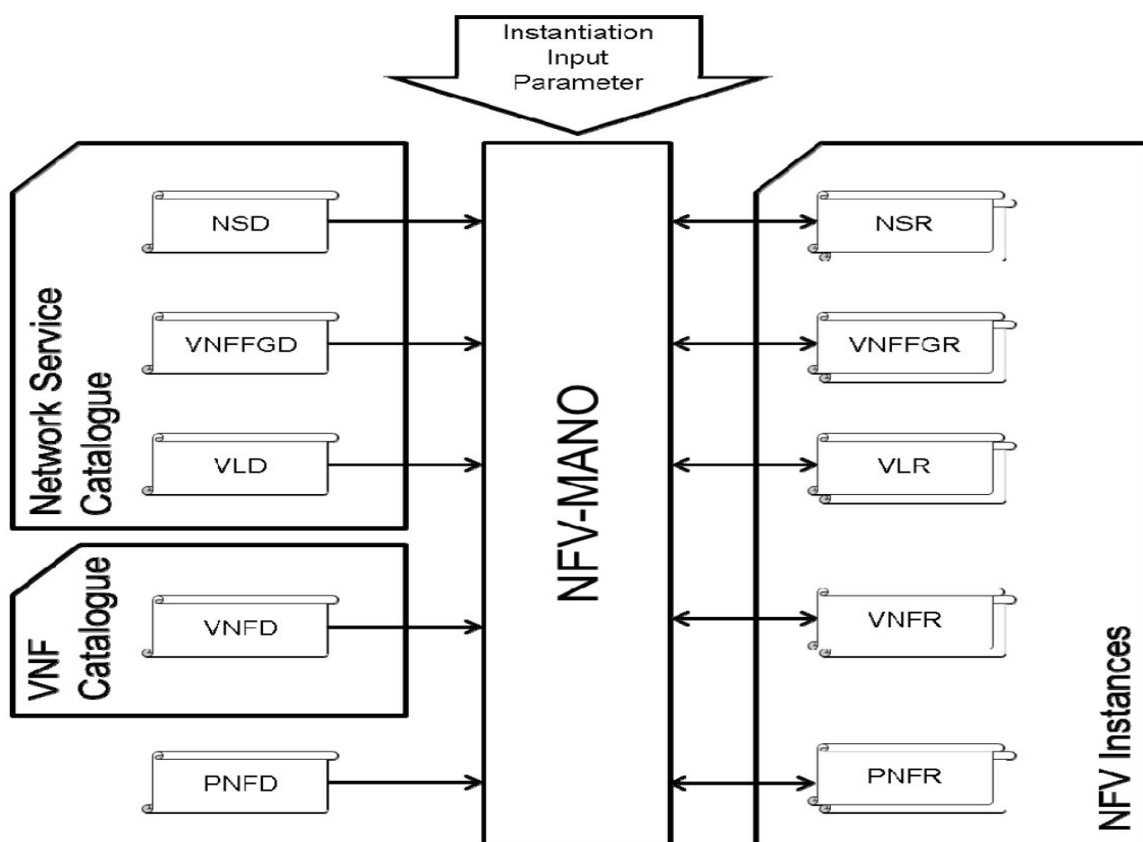 Instantiation
Input
Parameter
Network Service
Catalogue
NSD
VNFFGD
VLD
VNF
Catalogue
VNFD
PNFD
NFV-MANO
NSR
VNFFGR
VLR
VNFR
PNFR
NFV Instances